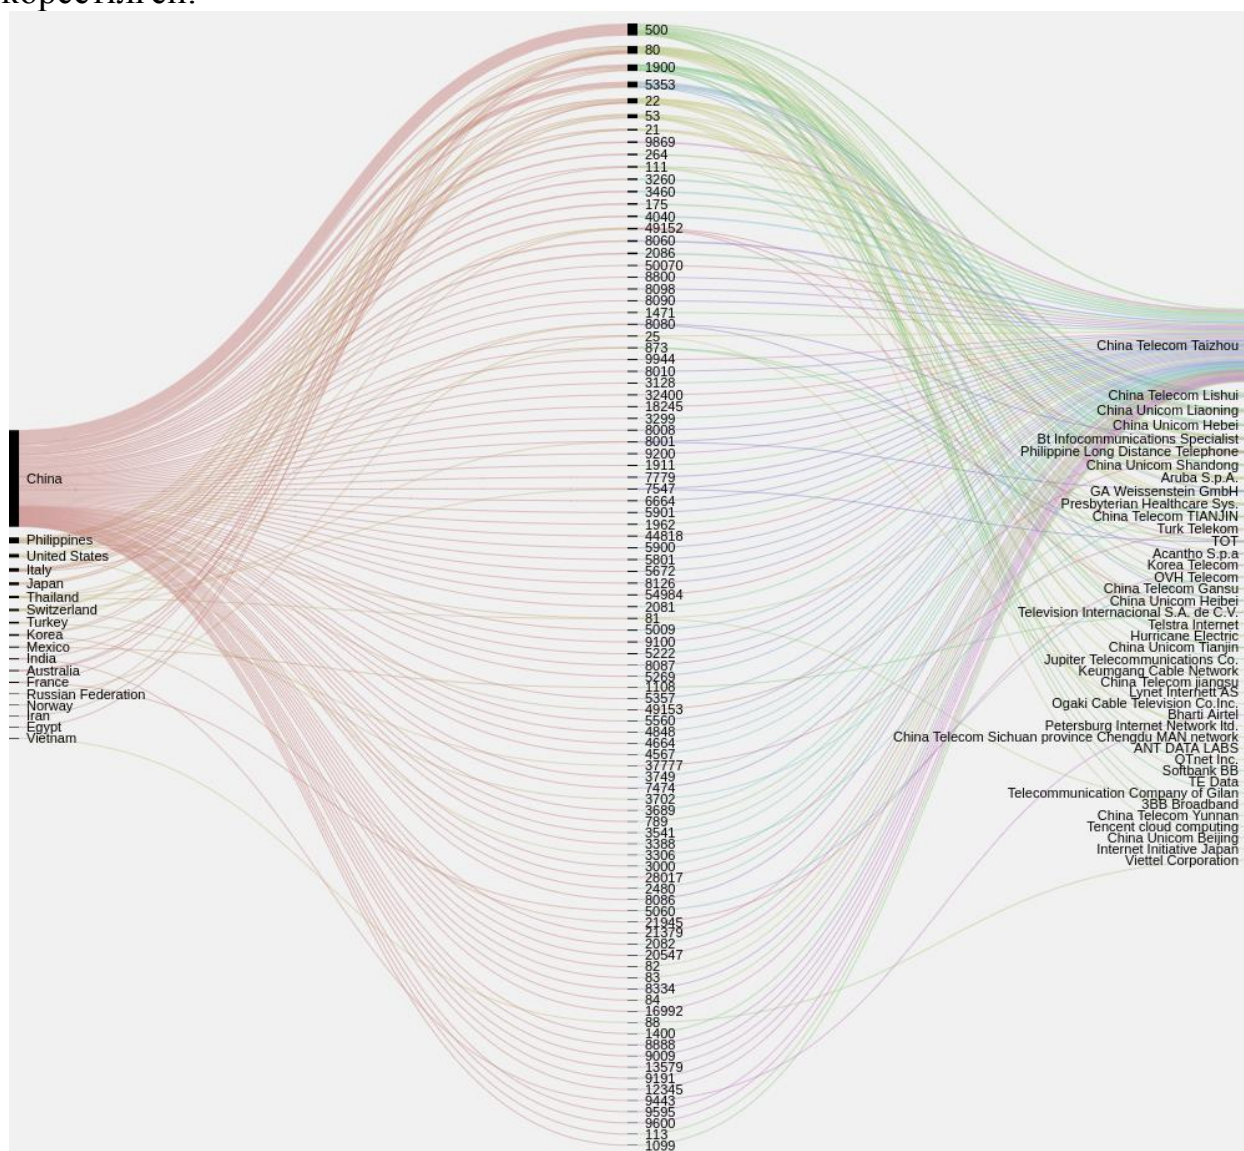 көрсетілген.
500
80
1900
5353
22
53
21
9869
264
111
3260
3460
175
4040
49152
8060
2086
50070
8800
8098
8090
1471
8080
25
873
9944
8010
3128
32400
18245
3299
8008
8001
9200
1911
7779
7547
6664
5901
1962
44818
5900
5801
5672
8126
54984
2081
81
5009
9100
5222
8087
5269
1108
5357
49153
5560
4848
4664
4567
37777
3749
7474
3702
3689
789
3541
3388
3306
3000
28017
2480
8086
5060
21945
21379
2082
20547
82
83
8334
84
16992
88
1400
8888
9009
13579
9191
12345
9443
9595
9600
113
1099
China
Philippines
United States
Italy
Japan
Thailand
Switzerland
Turkey
Korea
Mexico
India
Australia
France
Russian Federation
Norway
Iran
Egypt
Vietnam
China Telecom Taizhou
China Telecom Lishui
China Unicom Liaoning
China Unicom Hebei
Bt Infocommunications Specialist
Philippine Long Distance Telephone
China Unicom Shandong
Aruba S.p.A.
GA Weissenstein GmbH
Presbyterian Healthcare Sys.
China Telecom TIANJIN
Turk Telekom
TOT
Acantho S.p.a
Korea Telecom
OVH Telecom
China Telecom Gansu
China Unicom Heibei
Television Internacional S.A. de C.V.
Telstra Internet
Hurricane Electric
China Unicom Tianjin
Jupiter Telecommunications Co.
Keumgang Cable Network
China Telecom jiangsu
Lynet Internett AS
Ogaki Cable Television Co.Inc.
Bharti Airtel
Petersburg Internet Network ltd.
China Telecom Sichuan province Chengdu MAN network
ANT DATA LABS
QTnet Inc.
Softbank BB
TE Data
Telecommunication Company of Gilan
3BB Broadband
China Telecom Yunnan
Tencent cloud computing
China Unicom Beijing
Internet Initiative Japan
Viettel Corporation